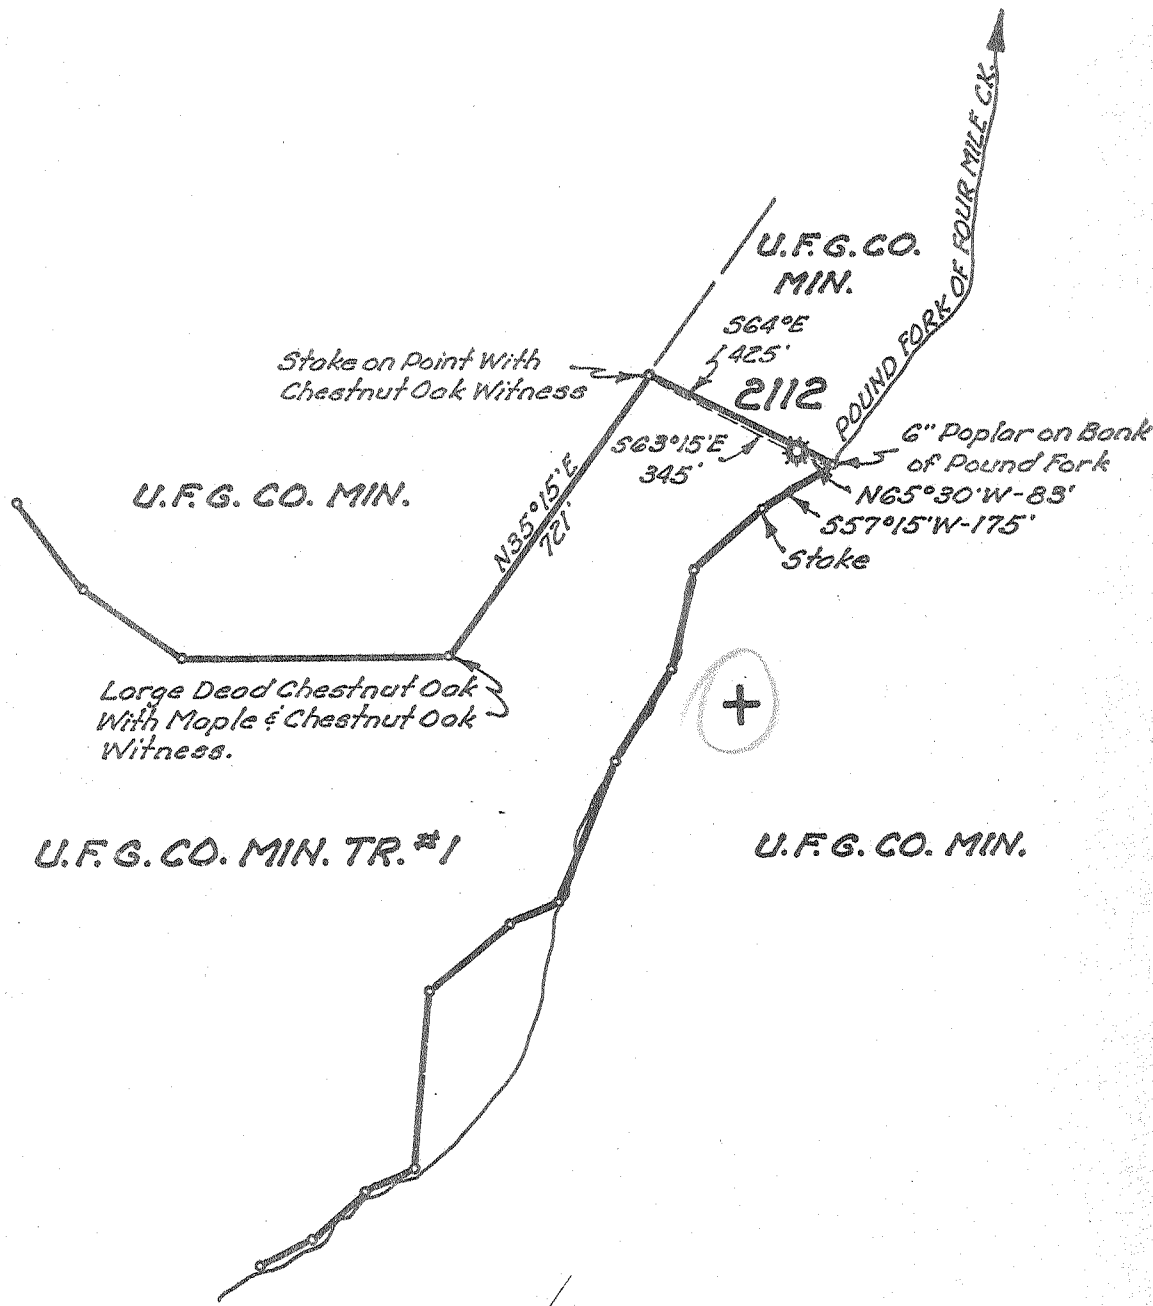 POUND FORK OF FOUR MILE CK.
U.F.G. CO.
MIN.
S64°E
425'
Stake on Point With
Chestnut Oak Witness
2112
6" Poplar on Bank
of Pound Fork
S63°15'E
345'
N65°30'W-83'
S57°15'W-175'
Stake
U.F.G. CO. MIN.
N35°15'E
721'
Large Dead Chestnut Oak
With Maple & Chestnut Oak
Witness.
U.F.G. CO. MIN. TR. #1
U.F.G. CO. MIN.